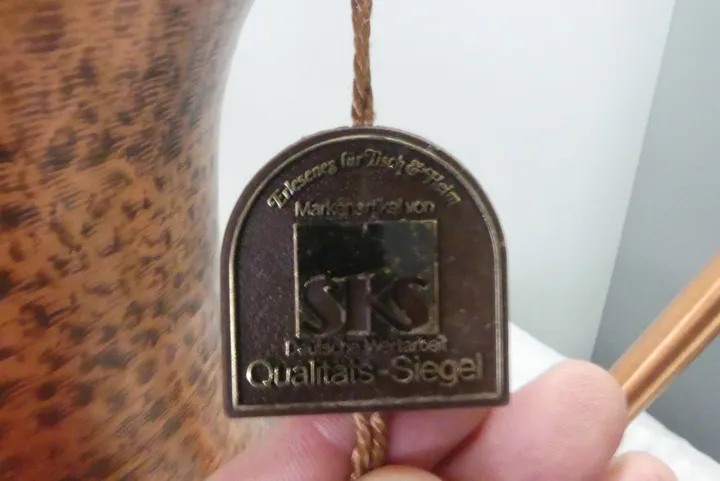 Erlesenes für Tisch & Heim
Markenartikel von
SKS
Deutsche Wertarbeit
Qualitäts-Siegel